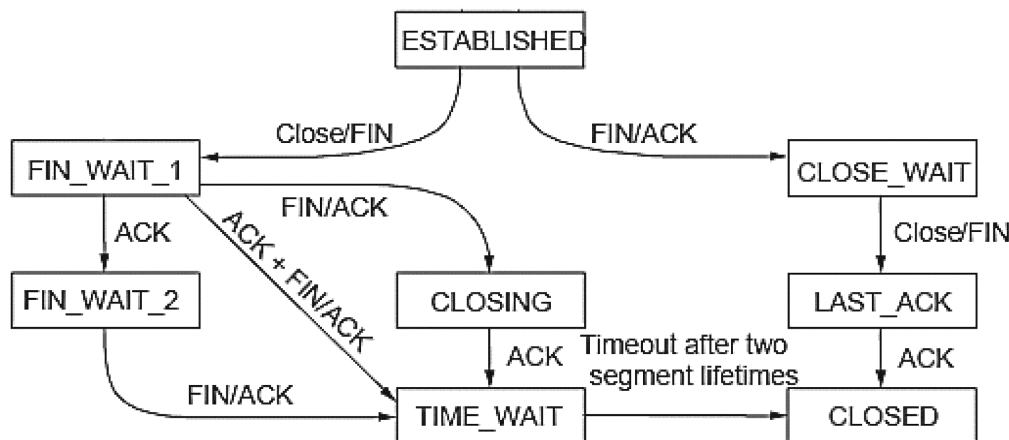 ESTABLISHED
Close/FIN
FIN/ACK
FIN_WAIT_1
CLOSE_WAIT
FIN/ACK
ACK
ACK + FIN/ACK
Close/FIN
FIN_WAIT_2
CLOSING
LAST_ACK
ACK
Timeout after two
segment lifetimes
ACK
FIN/ACK
TIME_WAIT
CLOSED